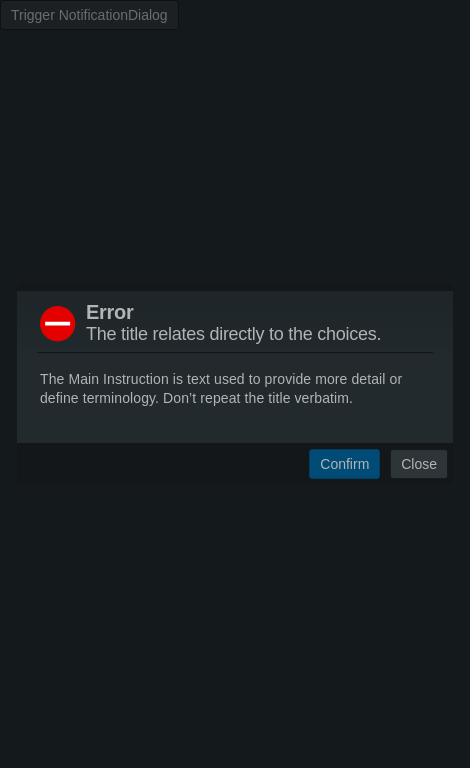 Trigger NotificationDialog
Error
The title relates directly to the choices.
The Main Instruction is text used to provide more detail or
define terminology. Don’t repeat the title verbatim.
Confirm
Close